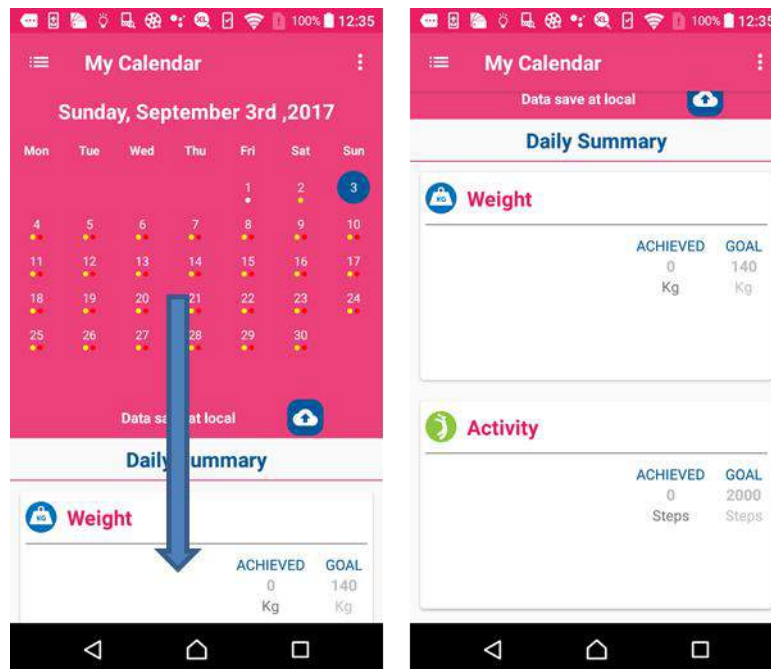 100% 12:35
My Calendar
Sunday, September 3rd ,2017
Mon Tue Wed Thu Fri Sat Sun
1 2 3
4 5 6 7 8 9 10
11 12 13 14 15 16 17
18 19 20 21 22 23 24
25 26 27 28 29 30
Data sa at local
Daily ummary
KG Weight
ACHIEVED GOAL
0 140
Kg Kg
100% 12:35
My Calendar
Data save at local
Daily Summary
KG Weight
ACHIEVED GOAL
0 140
Kg Kg
Activity
ACHIEVED GOAL
0 2000
Steps Steps